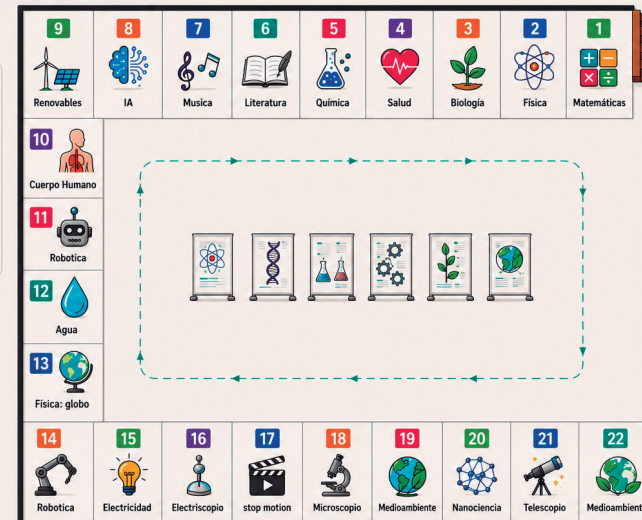 9
8
7
6
5
4
3
2
1
Renovables
IA
Musica
Literatura
Química
Salud
Biología
Física
Matemáticas
10
Cuerpo Humano
11
Robotica
12
Agua
13
Física: globo
14
15
16
17
18
19
20
21
22
Robotica
Electricidad
Electriscopio
stop motion
Microscopio
Medioambiente
Nanociencia
Telescopio
Medioambien